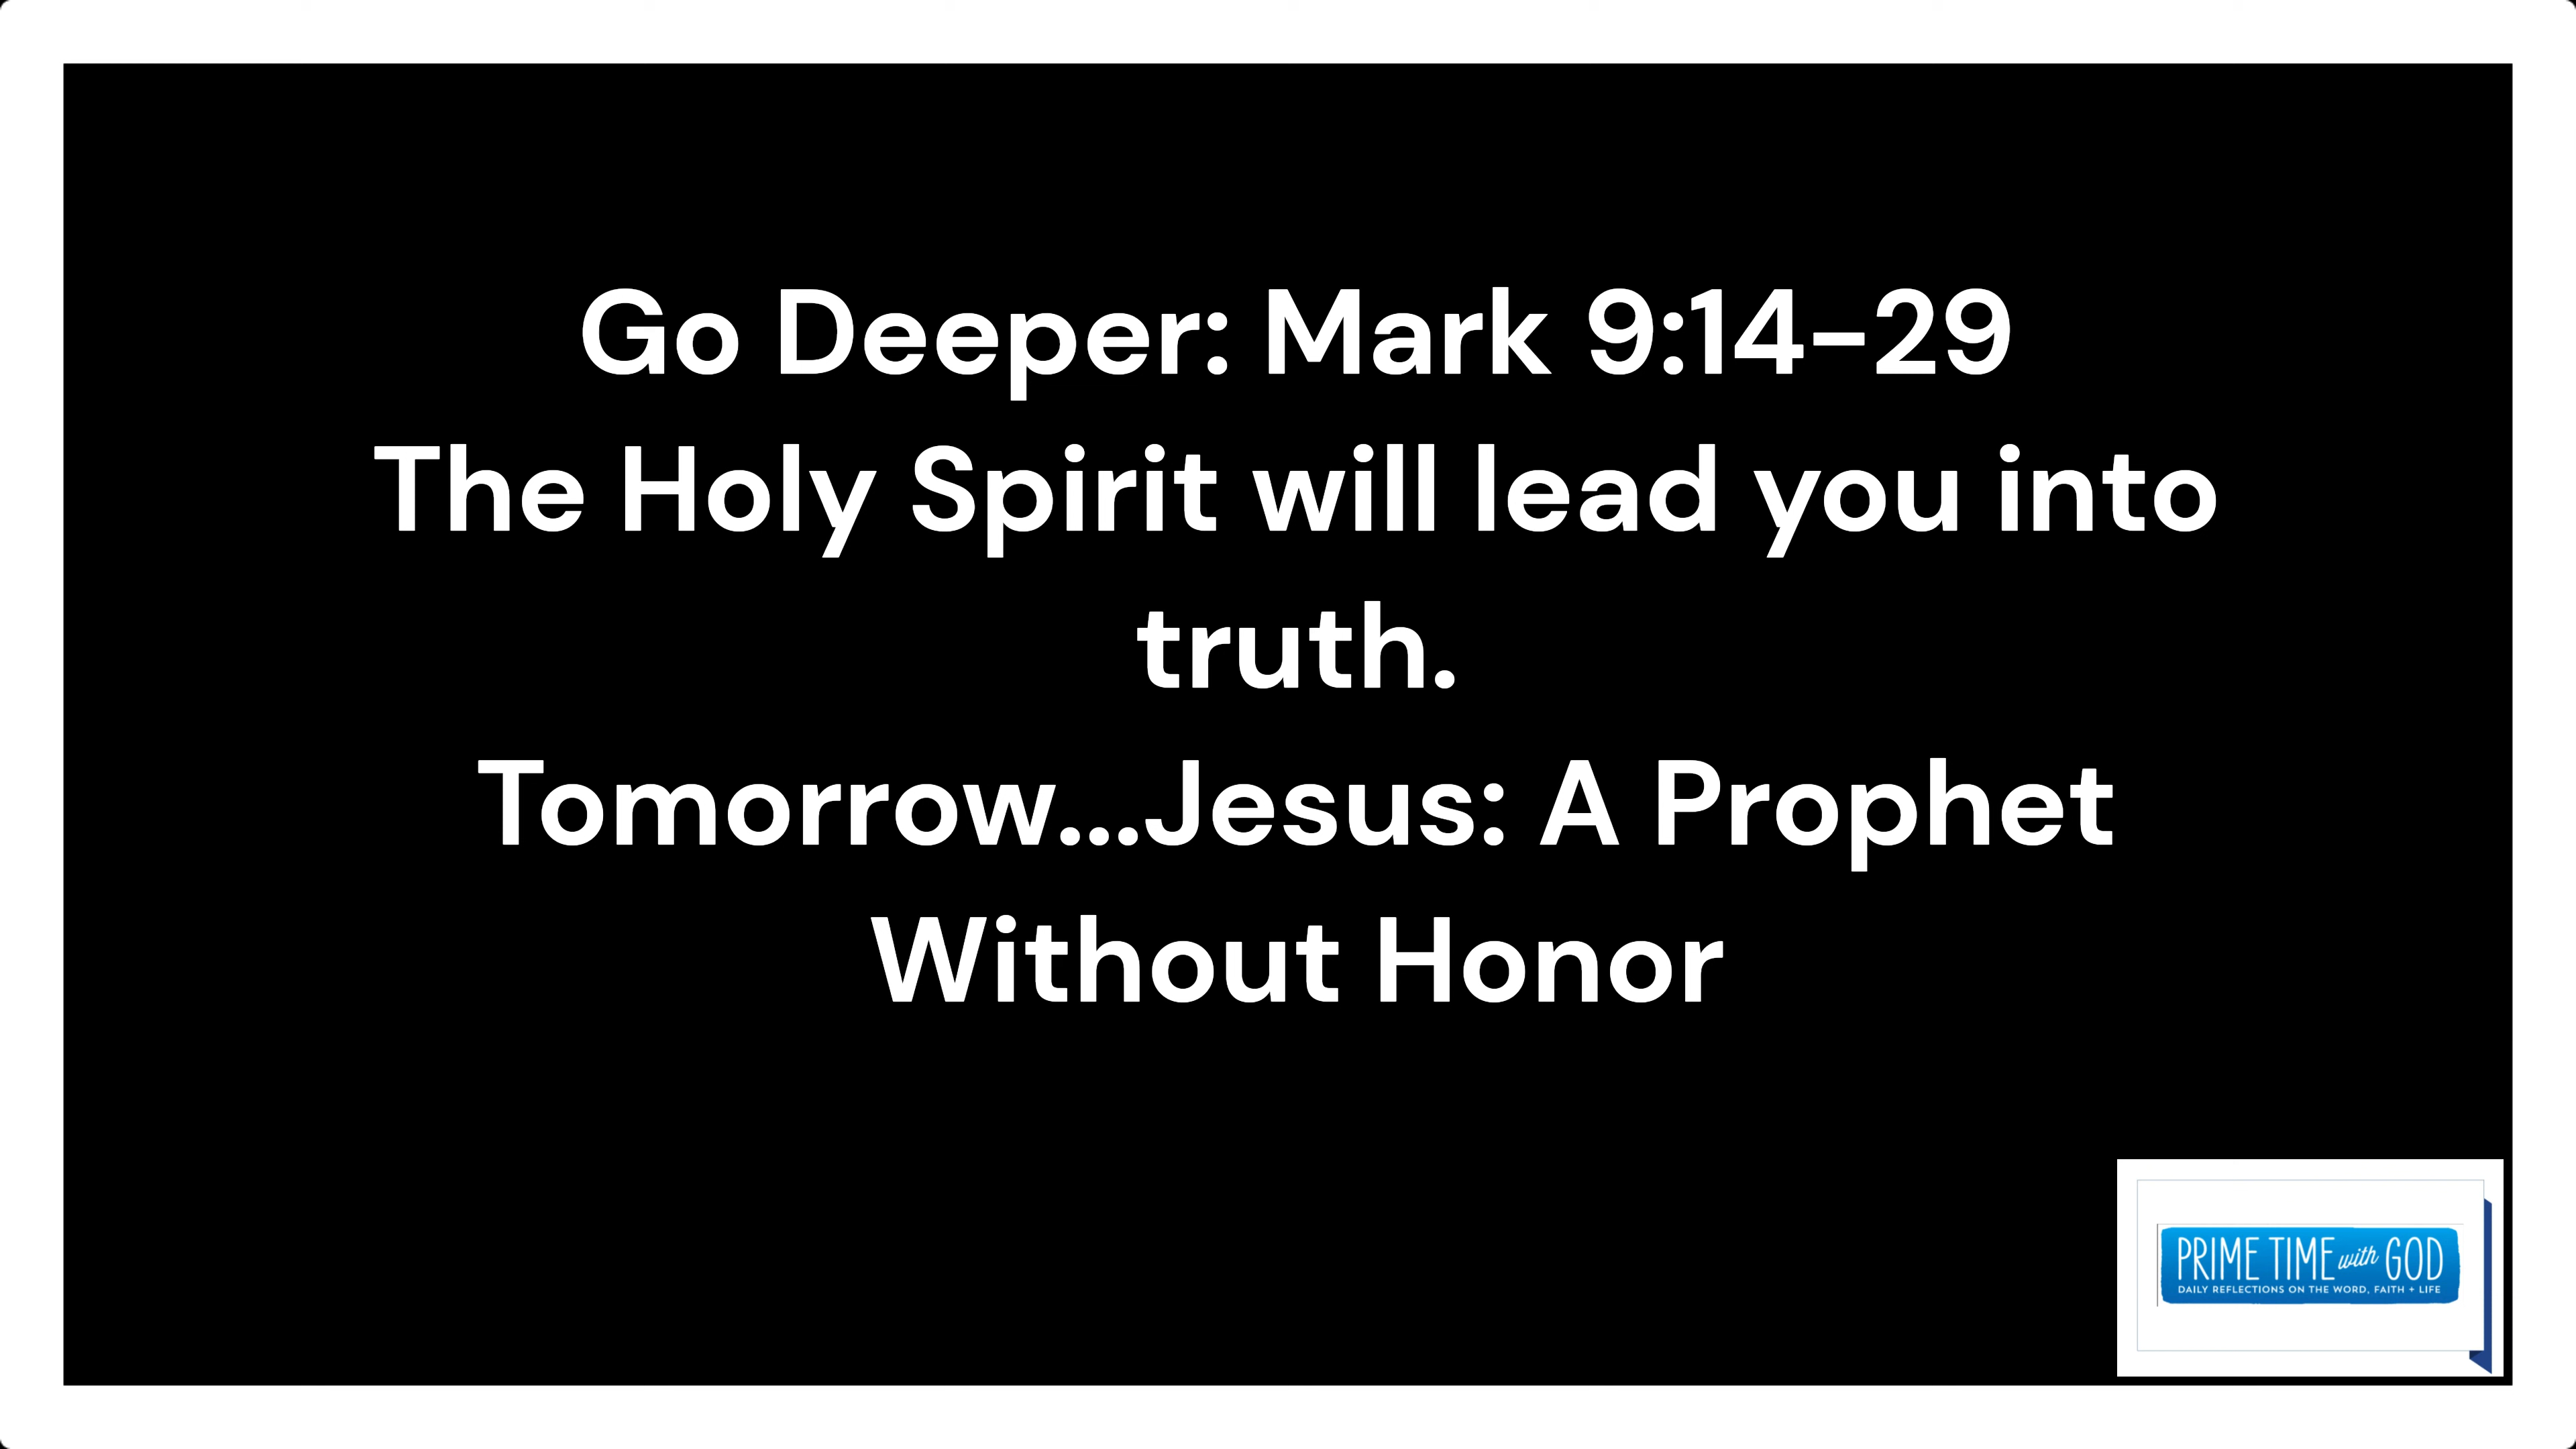 Go Deeper: Mark 9:14-29
The Holy Spirit will lead you into
truth.
Tomorrow...Jesus: A Prophet
Without Honor
PRIME TIME with GOD
DAILY REFLECTIONS ON THE WORD, FAITH + LIFE